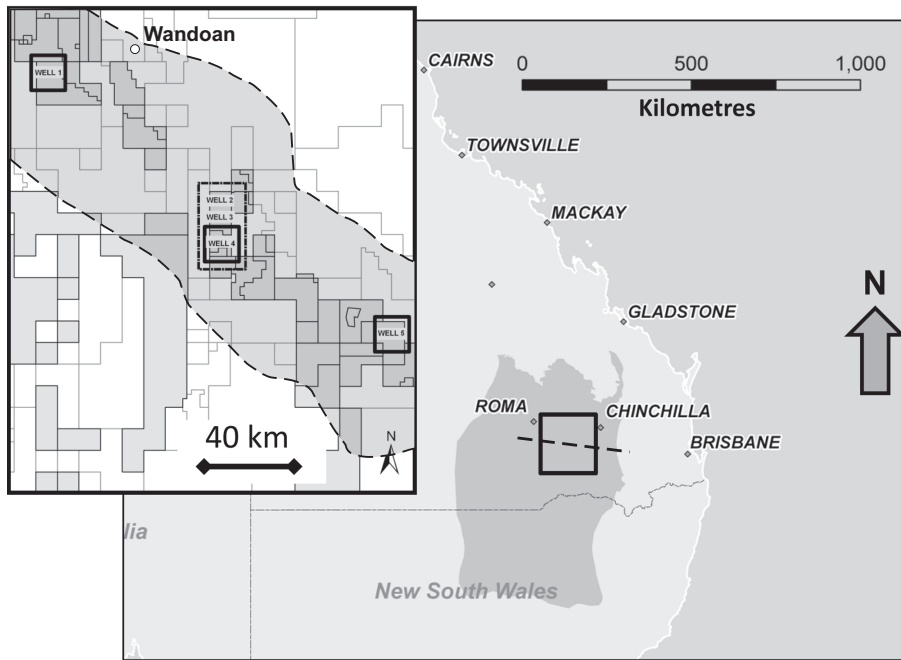 Wandoan
WELL 1
WELL 2
WELL 3
WELL 4
WELL 5
40 km
N
CAIRNS
0 500 1,000
Kilometres
TOWNSVILLE
MACKAY
N
GLADSTONE
ROMA
CHINCHILLA
BRISBANE
lia
New South Wales